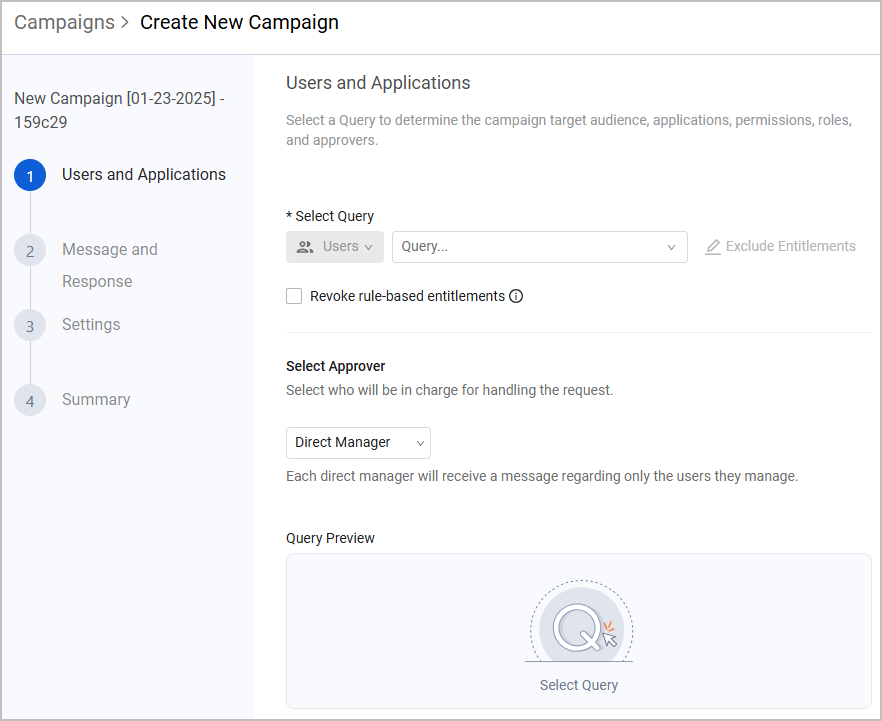 Campaigns > Create New Campaign
New Campaign [01-23-2025] -
159c29
1 Users and Applications
2 Message and
Response
3 Settings
4 Summary
Users and Applications
Select a Query to determine the campaign target audience, applications, permissions, roles,
and approvers.
* Select Query
Users Query... Exclude Entitlements
Revoke rule-based entitlements
Select Approver
Select who will be in charge for handling the request.
Direct Manager
Each direct manager will receive a message regarding only the users they manage.
Query Preview
Select Query